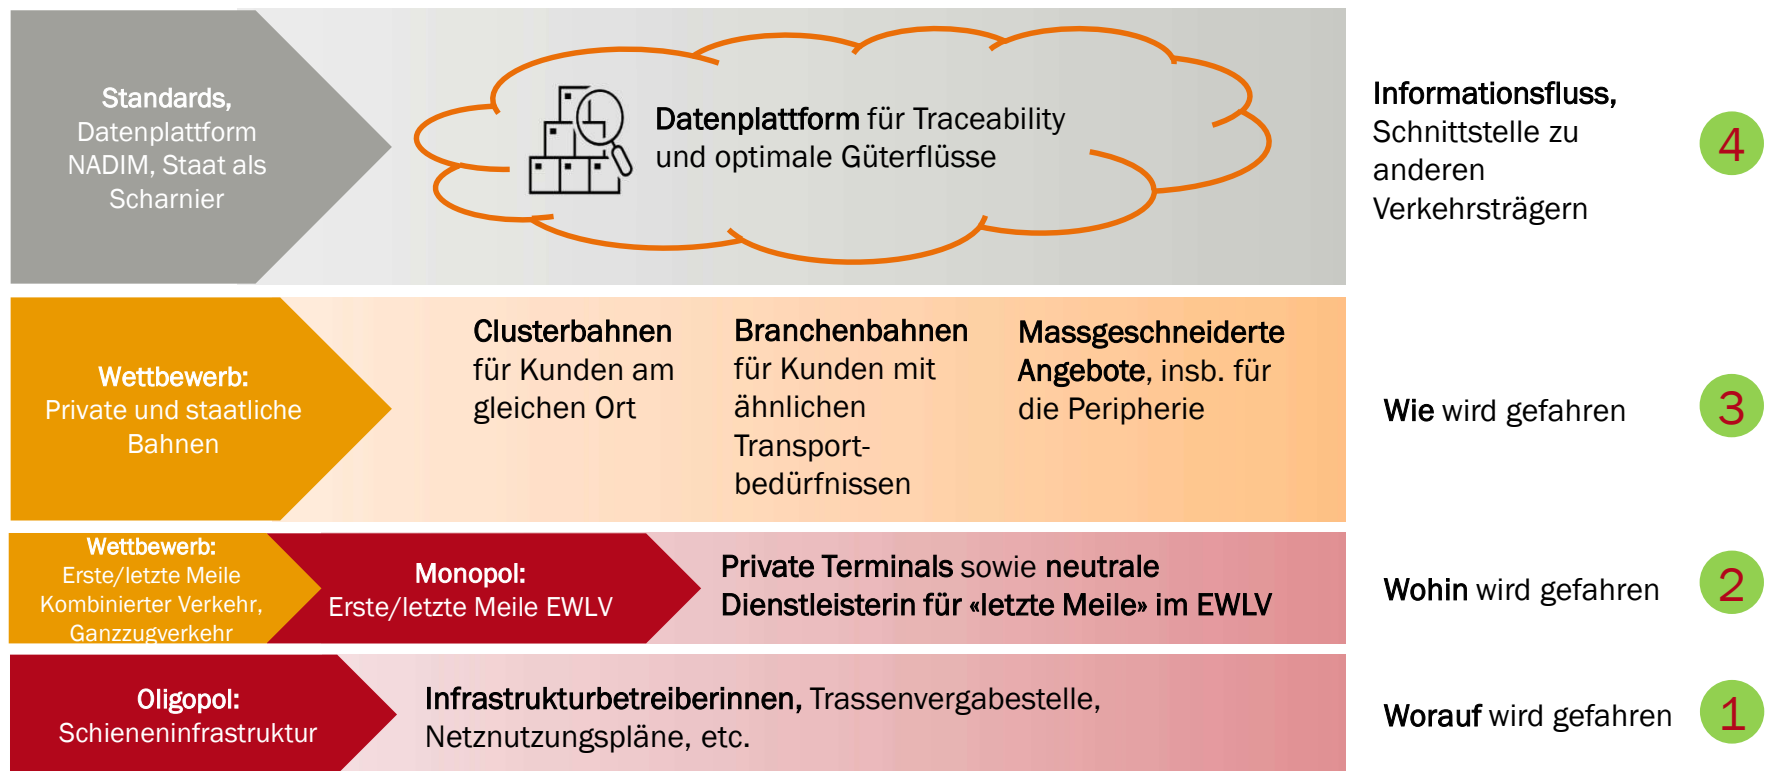 Standards,
Datenplattform
NADIM, Staat als
Scharnier
Datenplattform für Traceability
und optimale Güterflüsse
Informationsfluss,
Schnittstelle zu
anderen
Verkehrsträgern
4
Wettbewerb:
Private und staatliche
Bahnen
Clusterbahnen
für Kunden am
gleichen Ort
Branchenbahnen
für Kunden mit
ähnlichen
Transport-
bedürfnissen
Massgeschneiderte
Angebote, insb. für
die Peripherie
Wie wird gefahren
3
Wettbewerb:
Erste/letzte Meile
Kombinierter Verkehr,
Ganzzugverkehr
Monopol:
Erste/letzte Meile EWLV
Private Terminals sowie neutrale
Dienstleisterin für «letzte Meile» im EWLV
Wohin wird gefahren
2
Oligopol:
Schieneninfrastruktur
Infrastrukturbetreiberinnen, Trassenvergabestelle,
Netznutzungspläne, etc.
Worauf wird gefahren
1